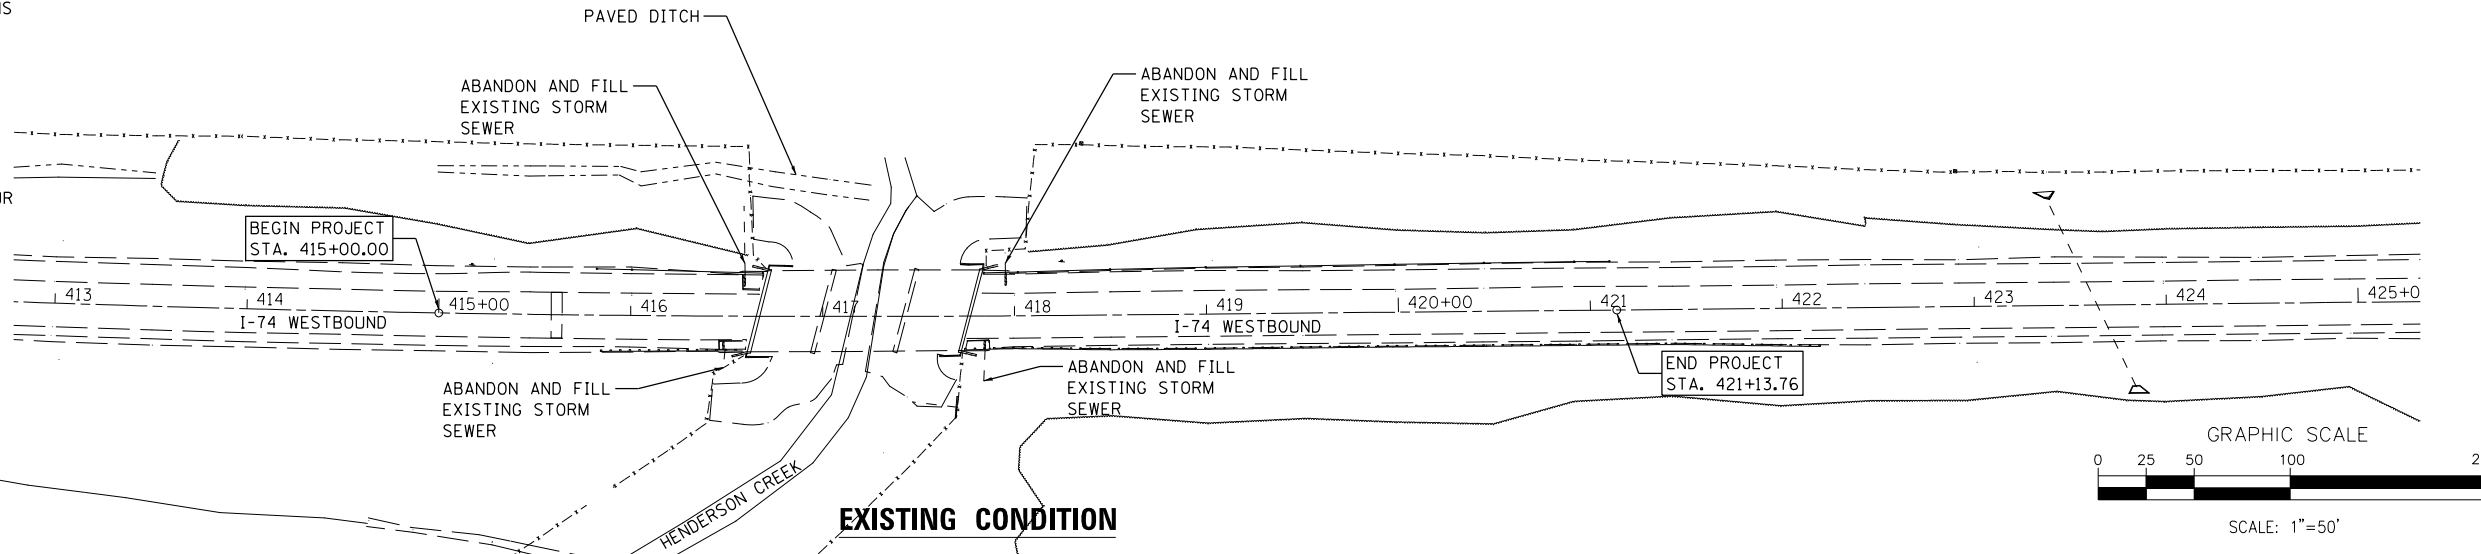 IS
PAVED DITCH
ABANDON AND FILL
EXISTING STORM
SEWER
ABANDON AND FILL
EXISTING STORM
SEWER
UR
BEGIN PROJECT
STA. 415+00.00
413
414
415+00
416
417
418
419
420+00
421
422
423
424
425+0
I-74 WESTBOUND
I-74 WESTBOUND
END PROJECT
STA. 421+13.76
ABANDON AND FILL
EXISTING STORM
SEWER
ABANDON AND FILL
EXISTING STORM
SEWER
HENDERSON CREEK
EXISTING CONDITION
GRAPHIC SCALE
0 25 50 100 2
SCALE: 1"=50'